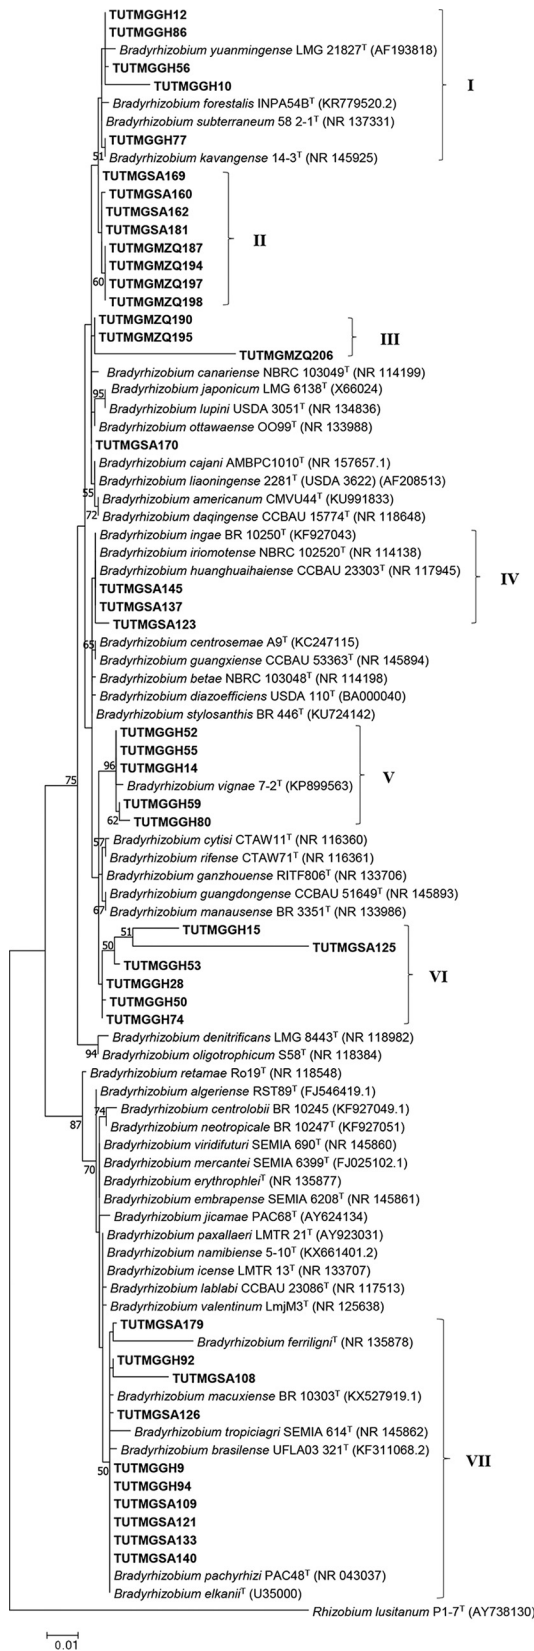 TUTMGGH12
TUTMGGH86
Bradyrhizobium yuanmingense LMG 21827T (AF193818)
TUTMGGH56
TUTMGGH10
I
Bradyrhizobium forestalis INPA54BT (KR779520.2)
Bradyrhizobium subterraneum 58 2-1T (NR 137331)
TUTMGGH77
51
Bradyrhizobium kavangense 14-3T (NR 145925)
TUTMGSA169
TUTMGSA160
TUTMGSA162
TUTMGSA181
II
TUTMGMZQ187
TUTMGMZQ194
TUTMGMZQ197
60
TUTMGMZQ198
TUTMGMZQ190
TUTMGMZQ195
III
TUTMGMZQ206
Bradyrhizobium canariense NBRC 103049T (NR 114199)
95
Bradyrhizobium japonicum LMG 6138T (X66024)
Bradyrhizobium lupini USDA 3051T (NR 134836)
Bradyrhizobium ottawaense OO99T (NR 133988)
TUTMGSA170
Bradyrhizobium cajani AMBPC1010T (NR 157657.1)
Bradyrhizobium liaoningense 2281T (USDA 3622) (AF208513)
55
Bradyrhizobium americanum CMVU44T (KU991833)
72
Bradyrhizobium daqingense CCBAU 15774T (NR 118648)
Bradyrhizobium ingae BR 10250T (KF927043)
Bradyrhizobium iriomotense NBRC 102520T (NR 114138)
Bradyrhizobium huanghuaihaiense CCBAU 23303T (NR 117945)
IV
TUTMGSA145
TUTMGSA137
TUTMGSA123
65
Bradyrhizobium centrosemae A9T (KC247115)
Bradyrhizobium guangxiense CCBAU 53363T (NR 145894)
Bradyrhizobium betae NBRC 103048T (NR 114198)
Bradyrhizobium diazoefficiens USDA 110T (BA000040)
Bradyrhizobium stylosanthis BR 446T (KU724142)
TUTMGGH52
TUTMGGH55
96
TUTMGGH14
75
V
Bradyrhizobium vignae 7-2T (KP899563)
TUTMGGH59
62
TUTMGGH80
57
Bradyrhizobium cytisi CTAW11T (NR 116360)
Bradyrhizobium rifense CTAW71T (NR 116361)
Bradyrhizobium ganzhouense RITF806T (NR 133706)
Bradyrhizobium guangdongense CCBAU 51649T (NR 145893)
67
Bradyrhizobium manausense BR 3351T (NR 133986)
51
TUTMGGH15
50
TUTMGSA125
TUTMGGH53
VI
TUTMGGH28
TUTMGGH50
TUTMGGH74
Bradyrhizobium denitrificans LMG 8443T (NR 118982)
94
Bradyrhizobium oligotrophicum S58T (NR 118384)
Bradyrhizobium retamae Ro19T (NR 118548)
Bradyrhizobium algeriense RST89T (FJ546419.1)
74
Bradyrhizobium centrolobii BR 10245 (KF927049.1)
87
Bradyrhizobium neotropicale BR 10247T (KF927051)
Bradyrhizobium viridifuturi SEMIA 690T (NR 145860)
70
Bradyrhizobium mercantei SEMIA 6399T (FJ025102.1)
Bradyrhizobium erythrophleiT (NR 135877)
Bradyrhizobium embrapense SEMIA 6208T (NR 145861)
Bradyrhizobium jicamae PAC68T (AY624134)
Bradyrhizobium paxallaeri LMTR 21T (AY923031)
Bradyrhizobium namibiense 5-10T (KX661401.2)
Bradyrhizobium icense LMTR 13T (NR 133707)
Bradyrhizobium lablabi CCBAU 23086T (NR 117513)
Bradyrhizobium valentinum LmjM3T (NR 125638)
TUTMGSA179
Bradyrhizobium ferriligniT (NR 135878)
TUTMGGH92
TUTMGSA108
Bradyrhizobium macuxiense BR 10303T (KX527919.1)
TUTMGSA126
Bradyrhizobium tropiciagri SEMIA 614T (NR 145862)
Bradyrhizobium brasilense UFLA03 321T (KF311068.2)
VII
50
TUTMGGH9
TUTMGGH94
TUTMGSA109
TUTMGSA121
TUTMGSA133
TUTMGSA140
Bradyrhizobium pachyrhizi PAC48T (NR 043037)
Bradyrhizobium elkaniiT (U35000)
Rhizobium lusitanum P1-7T (AY738130)
0.01